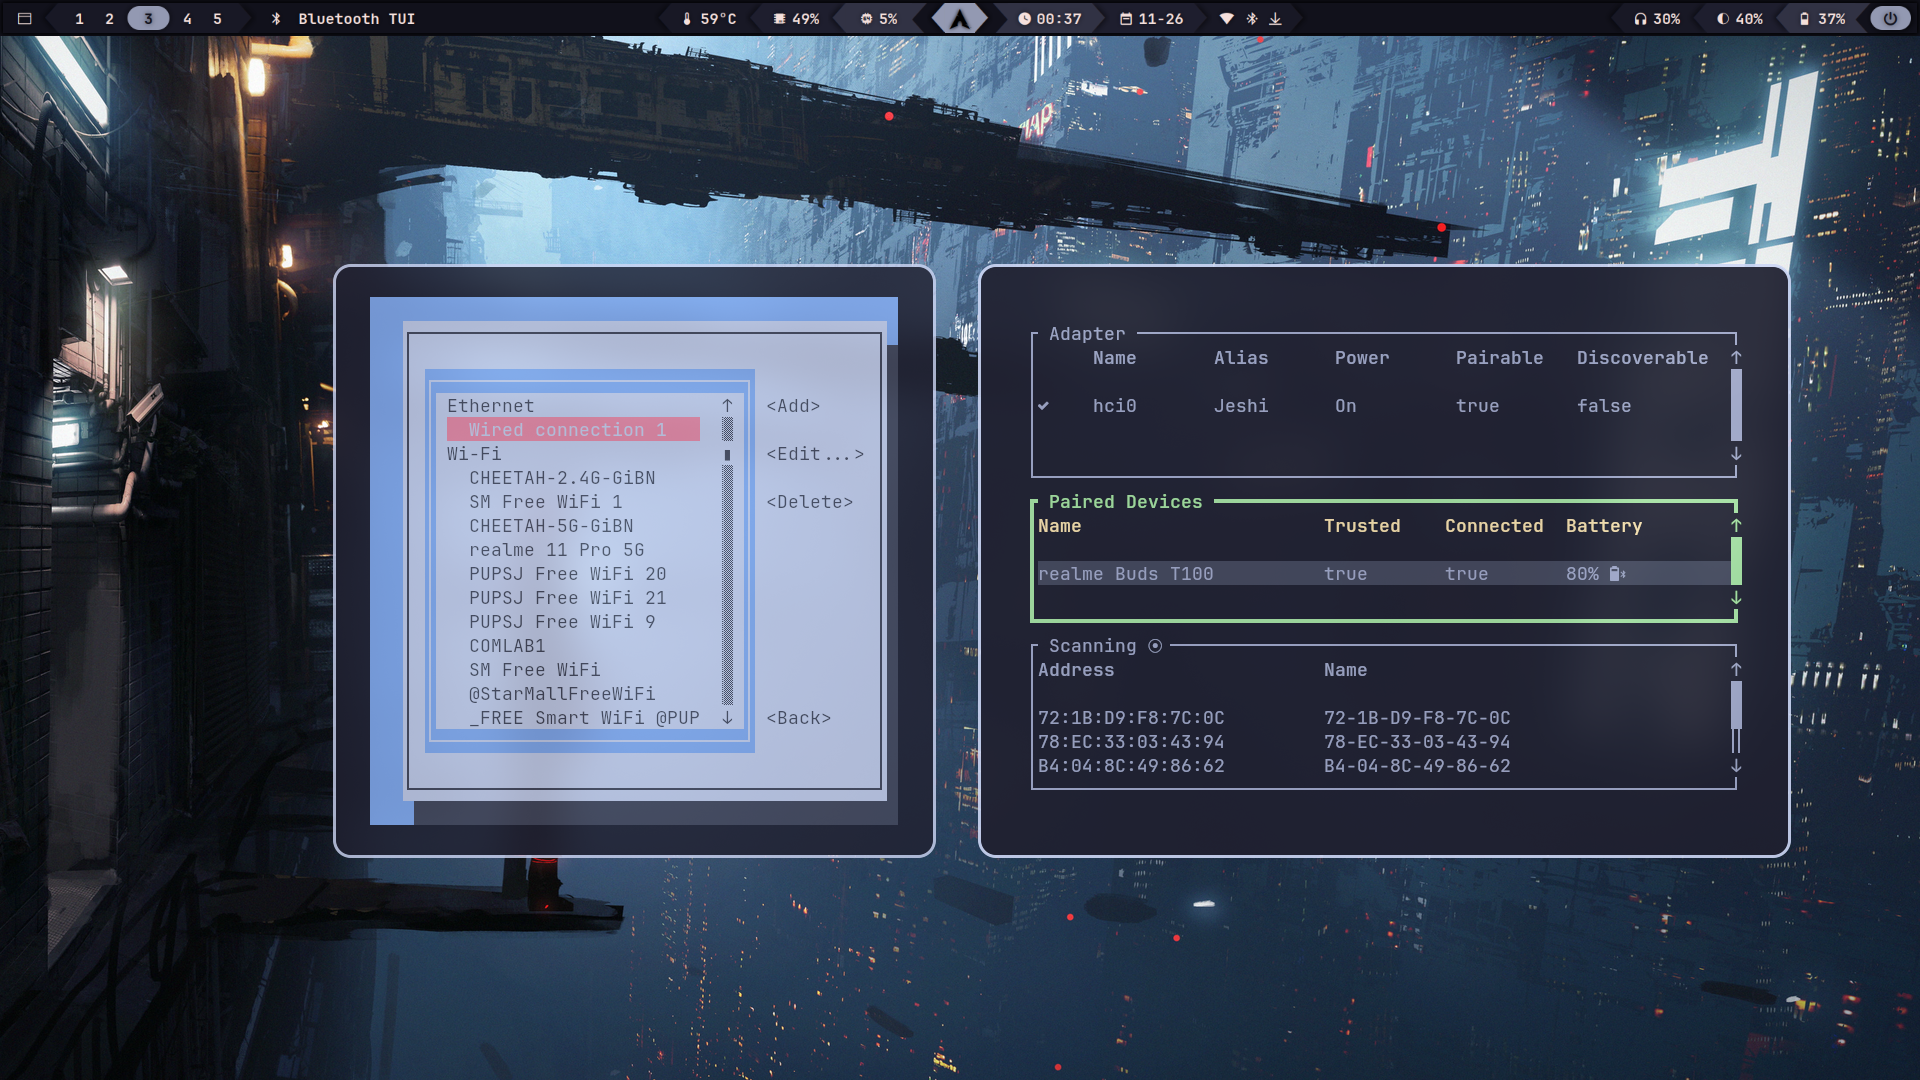 1 2 3 4 5 Bluetooth TUI 59°C 49% 5% 00:37 11-26 30% 40% 37%
Ethernet
Wired connection 1
Wi-Fi
CHEETAH-2.4G-GiBN
SM Free WiFi 1
CHEETAH-5G-GiBN
realme 11 Pro 5G
PUPSJ Free WiFi 20
PUPSJ Free WiFi 21
PUPSJ Free WiFi 9
COMLAB1
SM Free WiFi
@StarMallFreeWiFi
_FREE Smart WiFi @PUP
<Add>
<Edit...>
<Delete>
<Back>
Adapter
Name Alias Power Pairable Discoverable
hci0 Jeshi On true false
Paired Devices
Name Trusted Connected Battery
realme Buds T100 true true 80%
Scanning
Address Name
72:1B:D9:F8:7C:0C 72-1B-D9-F8-7C-0C
78:EC:33:03:43:94 78-EC-33-03-43-94
B4:04:8C:49:86:62 B4-04-8C-49-86-62